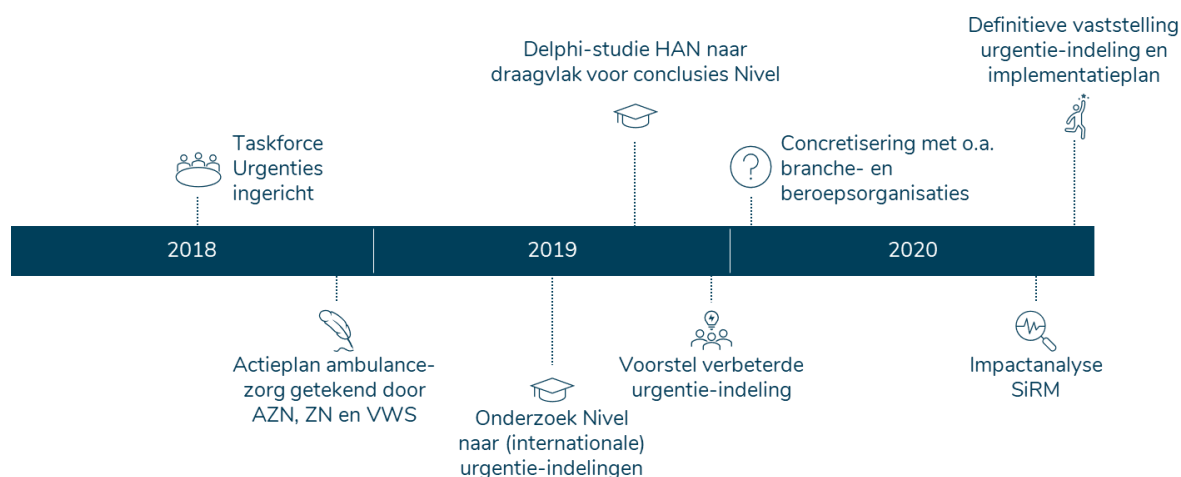 Definitieve vaststelling
urgentie-indeling en
implementatieplan
Delphi-studie HAN naar
draagvlak voor conclusies Nivel
Taskforce
Urgenties
ingericht
Concretisering met o.a.
branche- en
beroepsorganisaties
2018
2019
2020
Actieplan ambulance-
zorg getekend door
AZN, ZN en VWS
Onderzoek Nivel
naar (internationale)
urgentie-indelingen
Voorstel verbeterde
urgentie-indeling
Impactanalyse
SiRM